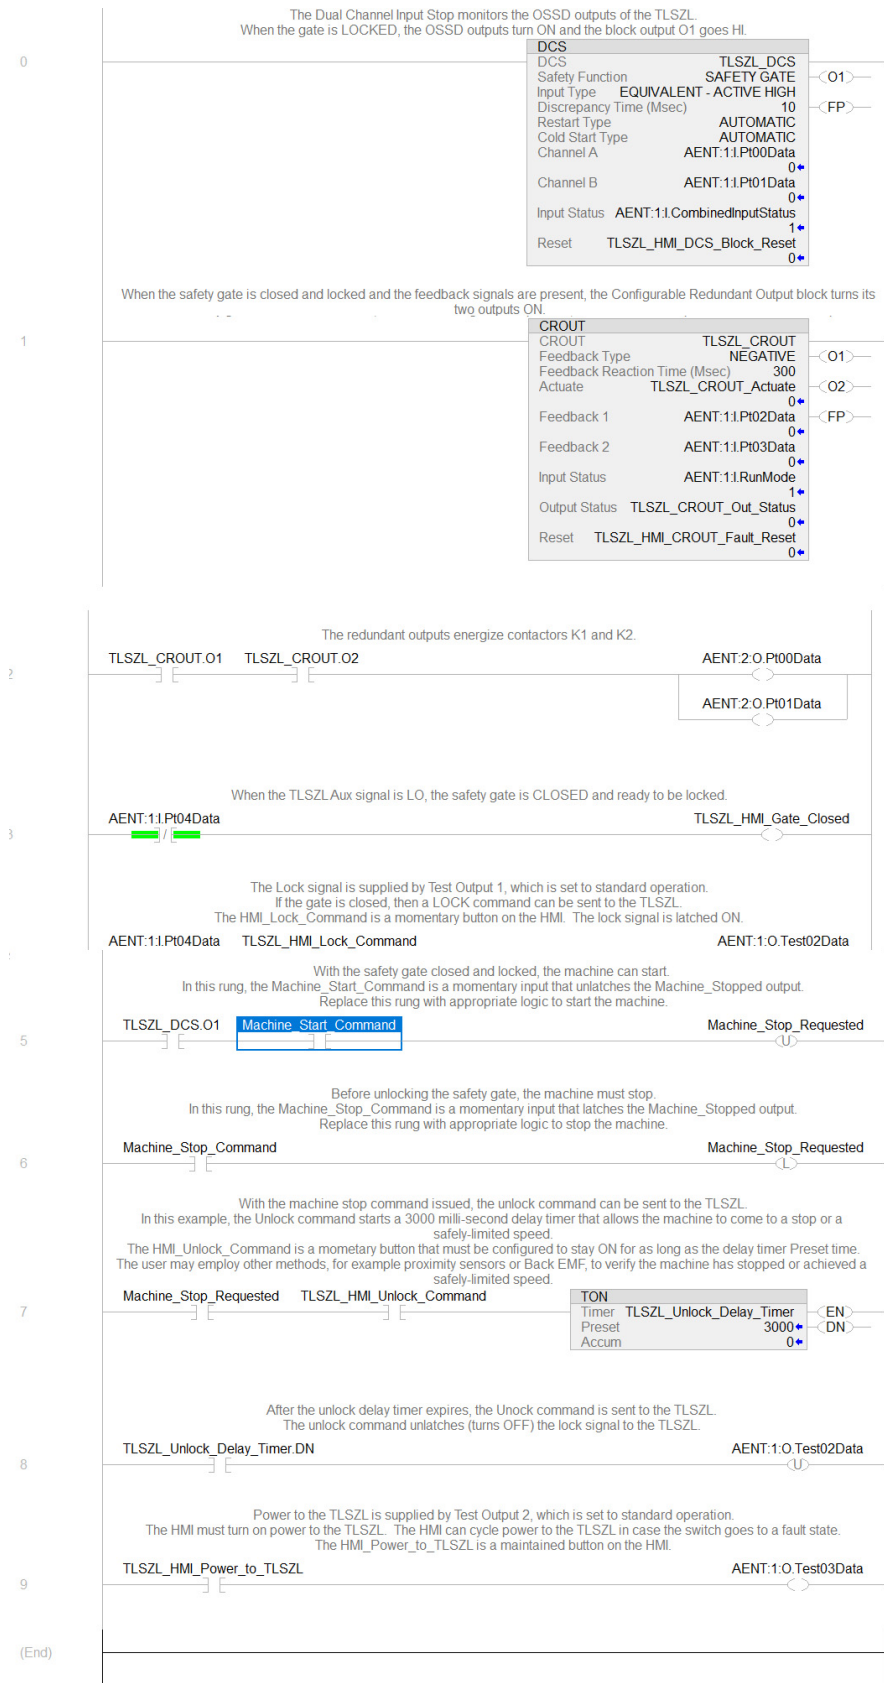 The Dual Channel Input Stop monitors the OSSD outputs of the TLSZL.
When the gate is LOCKED, the OSSD outputs turn ON and the block output O1 goes HI.
0
DCS
DCS TLSZL_DCS
Safety Function SAFETY GATE O1
Input Type EQUIVALENT - ACTIVE HIGH
Discrepancy Time (Msec) 10 FP
Restart Type AUTOMATIC
Cold Start Type AUTOMATIC
Channel A AENT:1:I.Pt00Data
0
Channel B AENT:1:I.Pt01Data
0
Input Status AENT:1:I.CombinedInputStatus
1
Reset TLSZL_HMI_DCS_Block_Reset
0
When the safety gate is closed and locked and the feedback signals are present, the Configurable Redundant Output block turns its
two outputs ON.
1
CROUT
CROUT TLSZL_CROUT
Feedback Type NEGATIVE O1
Feedback Reaction Time (Msec) 300
Actuate TLSZL_CROUT_Actuate O2
0
Feedback 1 AENT:1:I.Pt02Data FP
0
Feedback 2 AENT:1:I.Pt03Data
0
Input Status AENT:1:I.RunMode
1
Output Status TLSZL_CROUT_Out_Status
0
Reset TLSZL_HMI_CROUT_Fault_Reset
0
The redundant outputs energize contactors K1 and K2.
TLSZL_CROUT.O1 TLSZL_CROUT.O2 AENT:2:O.Pt00Data
2
AENT:2:O.Pt01Data
When the TLSZL Aux signal is LO, the safety gate is CLOSED and ready to be locked.
AENT:1:I.Pt04Data TLSZL_HMI_Gate_Closed
3
The Lock signal is supplied by Test Output 1, which is set to standard operation.
If the gate is closed, then a LOCK command can be sent to the TLSZL.
The HMI_Lock_Command is a momentary button on the HMI. The lock signal is latched ON.
AENT:1:I.Pt04Data TLSZL_HMI_Lock_Command AENT:1:O.Test02Data
With the safety gate closed and locked, the machine can start.
In this rung, the Machine_Start_Command is a momentary input that unlatches the Machine_Stopped output.
Replace this rung with appropriate logic to start the machine.
TLSZL_DCS.O1 Machine_Start_Command Machine_Stop_Requested
5 U
Before unlocking the safety gate, the machine must stop.
In this rung, the Machine_Stop_Command is a momentary input that latches the Machine_Stopped output.
Replace this rung with appropriate logic to stop the machine.
Machine_Stop_Command Machine_Stop_Requested
6 L
With the machine stop command issued, the unlock command can be sent to the TLSZL.
In this example, the Unlock command starts a 3000 milli-second delay timer that allows the machine to come to a stop or a
safely-limited speed.
The HMI_Unlock_Command is a mometary button that must be configured to stay ON for as long as the delay timer Preset time.
The user may employ other methods, for example proximity sensors or Back EMF, to verify the machine has stopped or achieved a
safely-limited speed.
Machine_Stop_Requested TLSZL_HMI_Unlock_Command TON
7 Timer TLSZL_Unlock_Delay_Timer EN
Preset 3000 DN
Accum 0
After the unlock delay timer expires, the Unock command is sent to the TLSZL.
The unlock command unlatches (turns OFF) the lock signal to the TLSZL.
TLSZL_Unlock_Delay_Timer.DN AENT:1:O.Test02Data
8 U
Power to the TLSZL is supplied by Test Output 2, which is set to standard operation.
The HMI must turn on power to the TLSZL. The HMI can cycle power to the TLSZL in case the switch goes to a fault state.
The HMI_Power_to_TLSZL is a maintained button on the HMI.
TLSZL_HMI_Power_to_TLSZL AENT:1:O.Test03Data
9
(End)